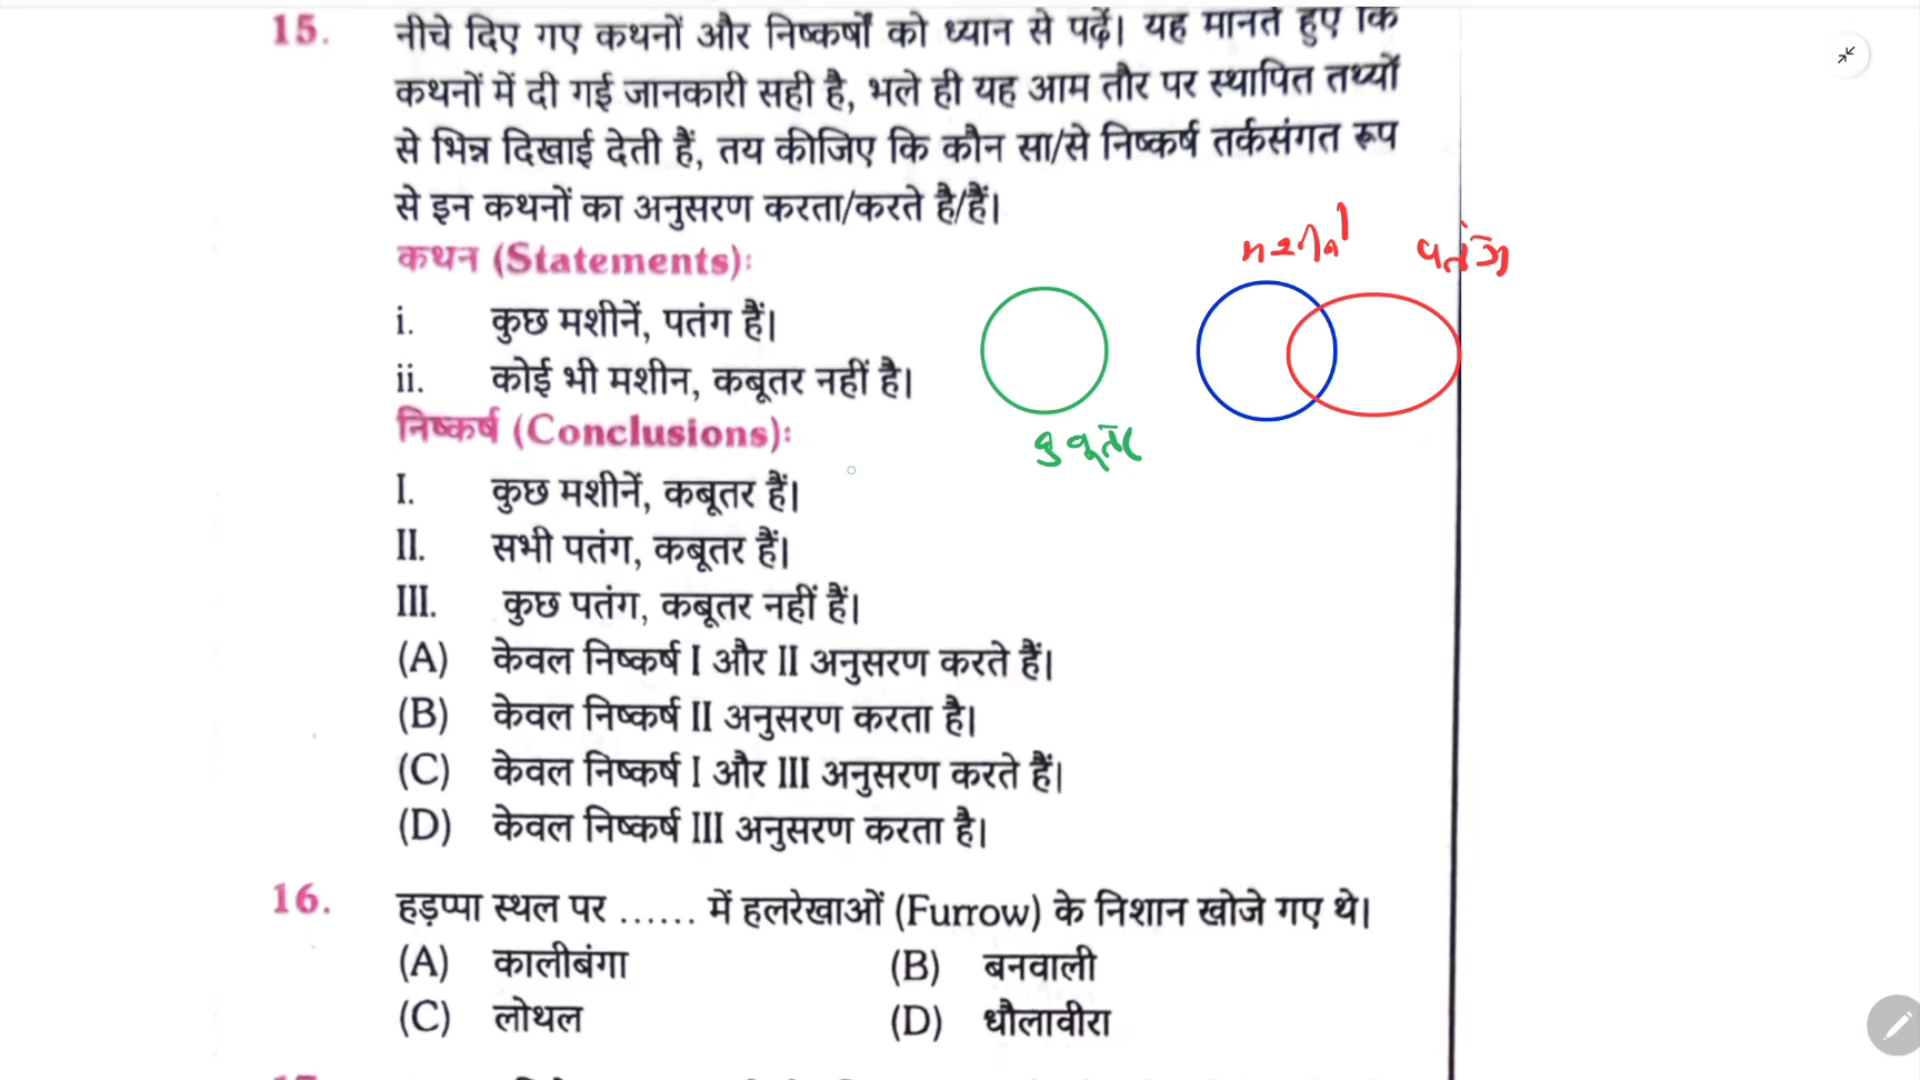 15. नीचे दिए गए कथनों और निष्कर्षों को ध्यान से पढ़ें। यह मानते हुए कि
कथनों में दी गई जानकारी सही है, भले ही यह आम तौर पर स्थापित तथ्यों
से भिन्न दिखाई देती हैं, तय कीजिए कि कौन सा/से निष्कर्ष तर्कसंगत रूप
से इन कथनों का अनुसरण करता/करते है/हैं।
कथन (Statements):
i. कुछ मशीनें, पतंग हैं।
ii. कोई भी मशीन, कबूतर नहीं है।
मशीन पतंग
कबूतर
निष्कर्ष (Conclusions):
I. कुछ मशीनें, कबूतर हैं।
II. सभी पतंग, कबूतर हैं।
III. कुछ पतंग, कबूतर नहीं हैं।
(A) केवल निष्कर्ष I और II अनुसरण करते हैं।
(B) केवल निष्कर्ष II अनुसरण करता है।
(C) केवल निष्कर्ष I और III अनुसरण करते हैं।
(D) केवल निष्कर्ष III अनुसरण करता है।
16. हड़प्पा स्थल पर ...... में हलरेखाओं (Furrow) के निशान खोजे गए थे।
(A) कालीबंगा (B) बनवाली
(C) लोथल (D) धौलावीरा